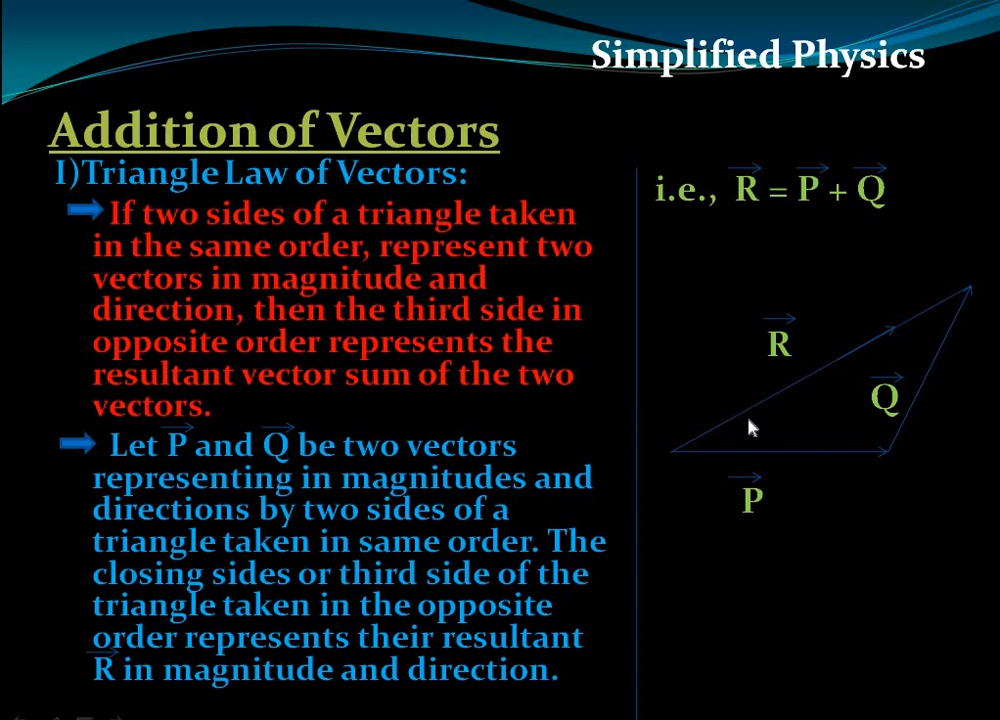 Simplified Physics
Addition of Vectors
I)Triangle Law of Vectors:
If two sides of a triangle taken
in the same order, represent two
vectors in magnitude and
direction, then the third side in
opposite order represents the
resultant vector sum of the two
vectors.
Let P⃗ and Q⃗ be two vectors
representing in magnitudes and
directions by two sides of a
triangle taken in same order. The
closing sides or third side of the
triangle taken in the opposite
order represents their resultant
R⃗ in magnitude and direction.
i.e., R⃗ = P⃗ + Q⃗
R⃗
Q⃗
P⃗